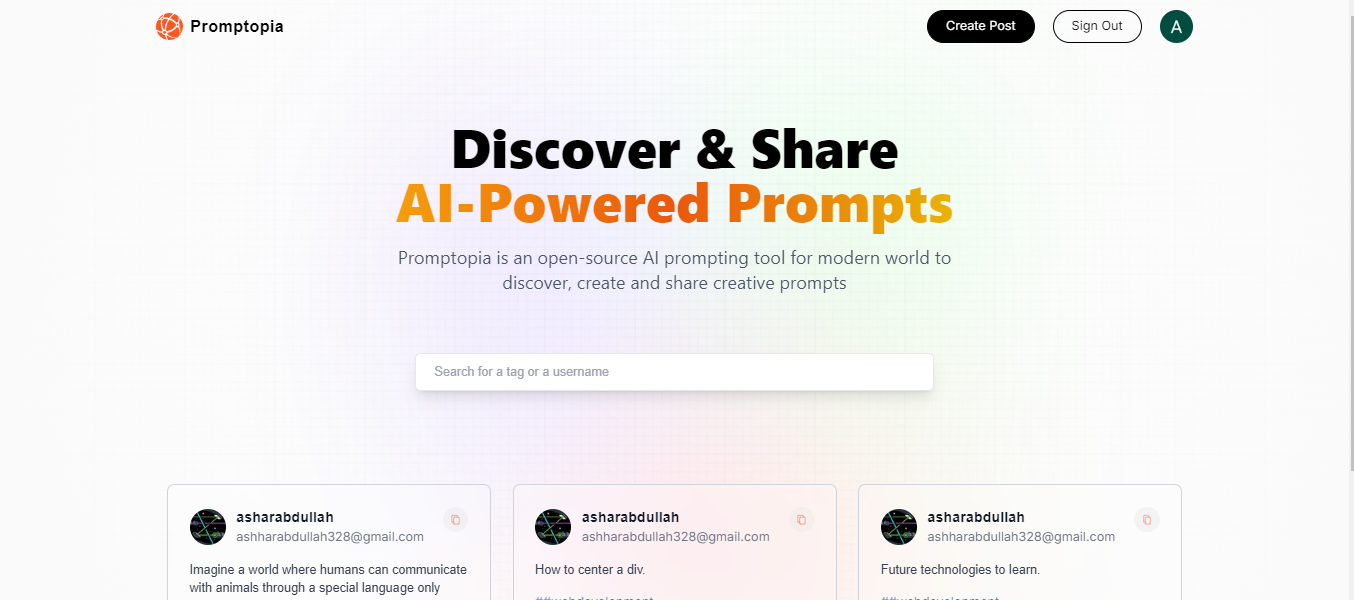 Promptopia
Create Post
Sign Out
A
Discover & Share
AI-Powered Prompts
Promptopia is an open-source AI prompting tool for modern world to
discover, create and share creative prompts
Search for a tag or a username
asharabdullah
ashharabdullah328@gmail.com
Imagine a world where humans can communicate
with animals through a special language only
asharabdullah
ashharabdullah328@gmail.com
How to center a div.
asharabdullah
ashharabdullah328@gmail.com
Future technologies to learn.